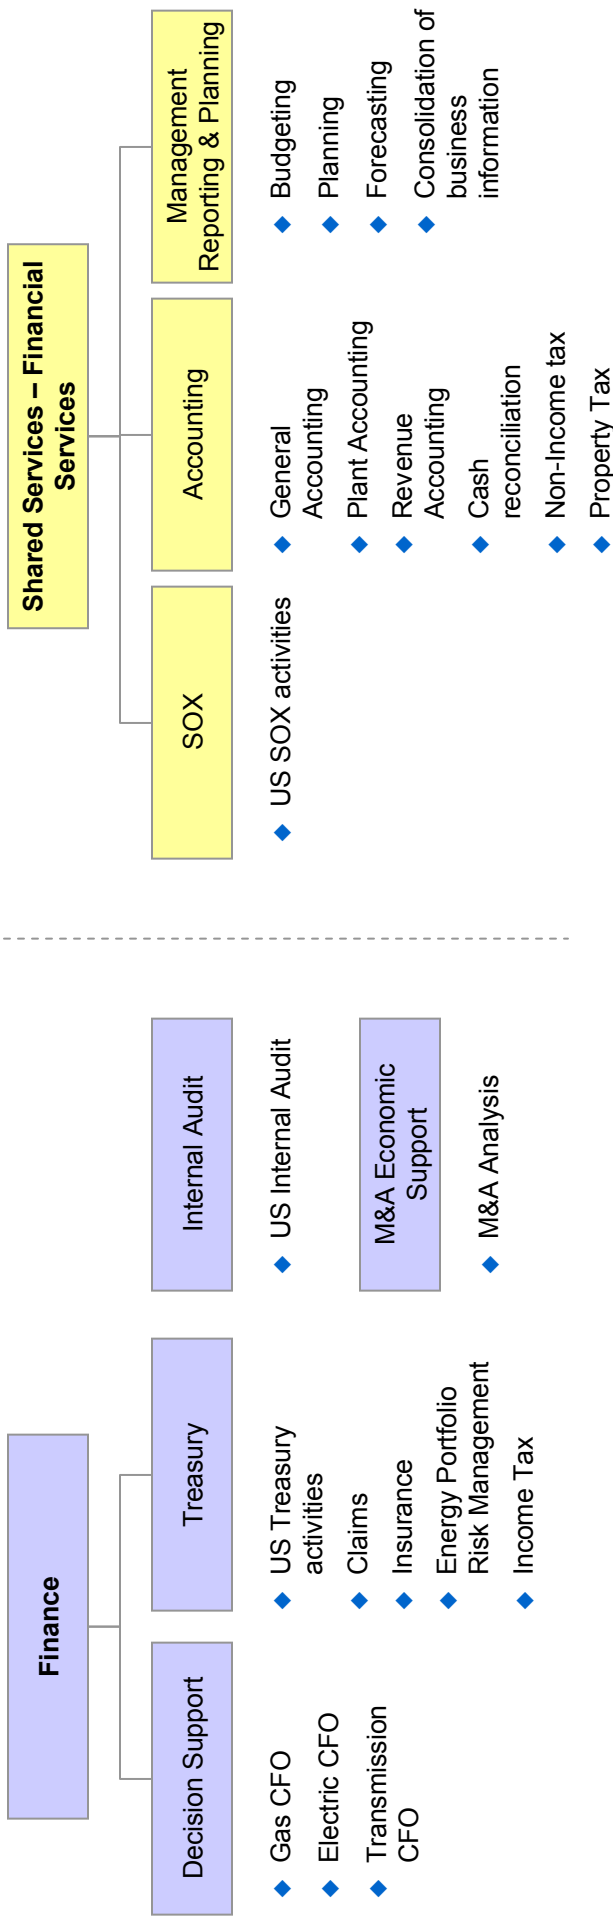 Finance
Decision Support
◆ Gas CFO
◆ Electric CFO
◆ Transmission
CFO
Treasury
◆ US Treasury
activities
◆ Claims
◆ Insurance
◆ Energy Portfolio
Risk Management
◆ Income Tax
Internal Audit
◆ US Internal Audit
M&A Economic
Support
◆ M&A Analysis
Shared Services – Financial
Services
SOX
◆ US SOX activities
Accounting
◆ General
Accounting
◆ Plant Accounting
◆ Revenue
Accounting
◆ Cash
reconciliation
◆ Non-Income tax
◆ Property Tax
Management
Reporting & Planning
◆ Budgeting
◆ Planning
◆ Forecasting
◆ Consolidation of
business
information